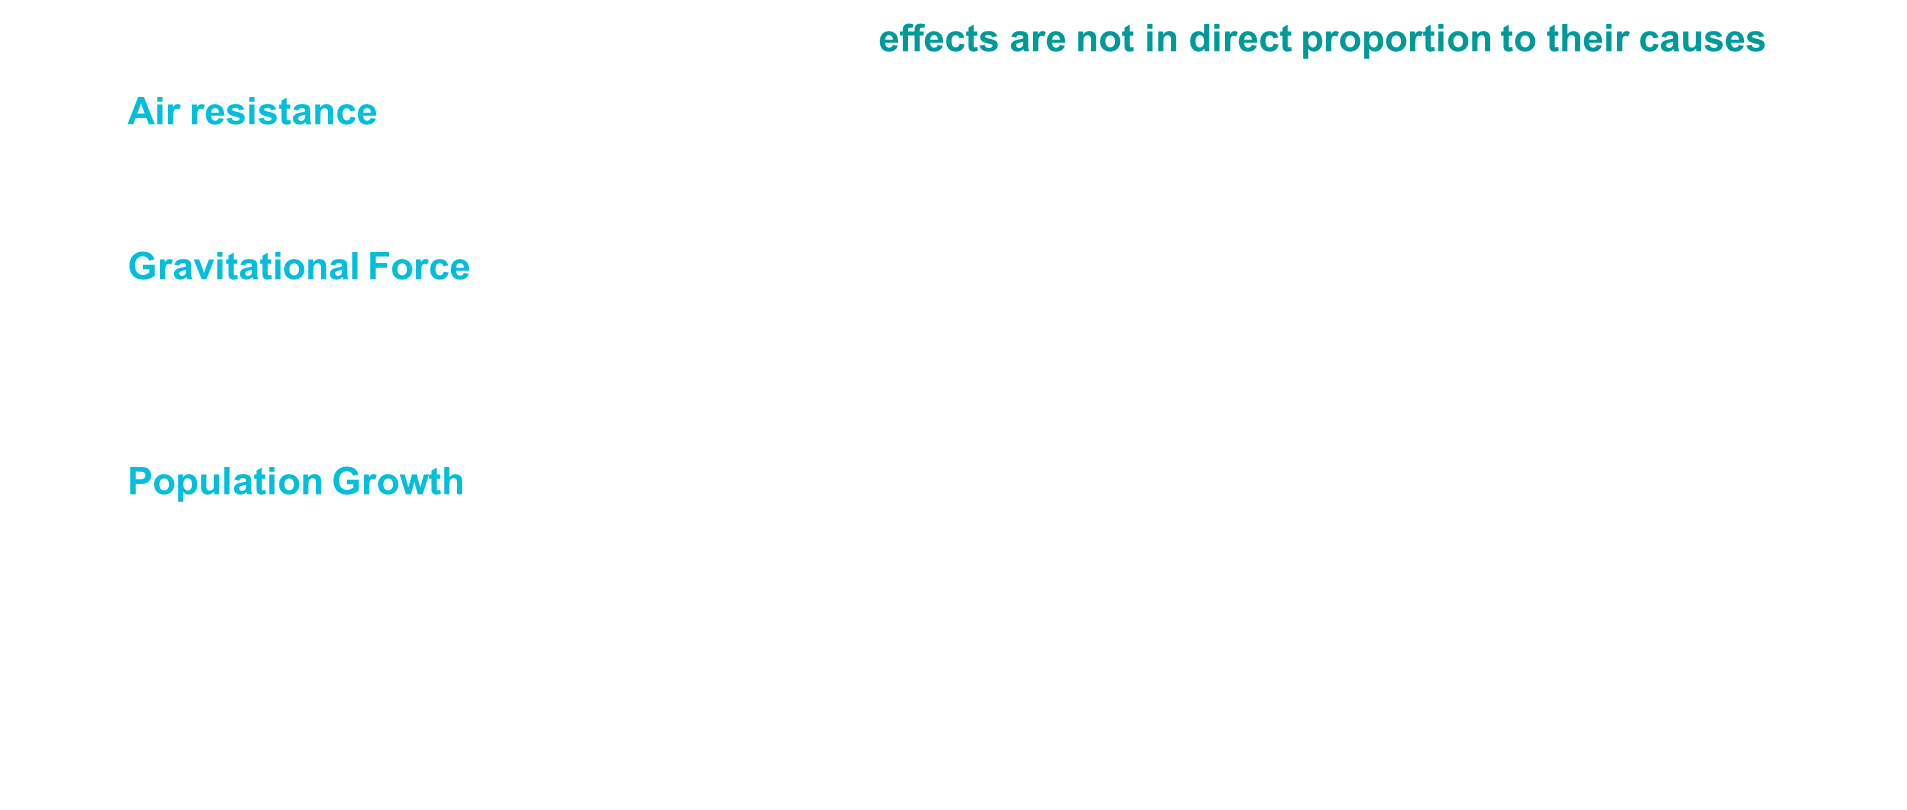 effects are not in direct proportion to their causes
Air resistance
Gravitational Force
Population Growth